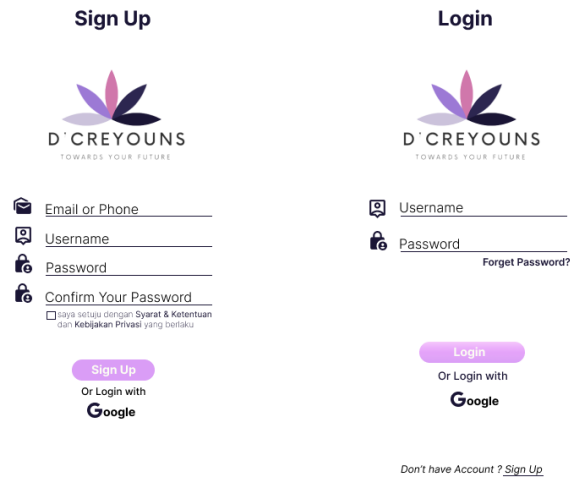 Sign Up
D'CREYOUNS
TOWARDS YOUR FUTURE
Email or Phone
Username
Password
Confirm Your Password
saya setuju dengan Syarat & Ketentuan
dan Kebijakan Privasi yang berlaku
Sign Up
Or Login with
Google
Login
D'CREYOUNS
TOWARDS YOUR FUTURE
Username
Password
Forget Password?
Login
Or Login with
Google
Don't have Account ? Sign Up